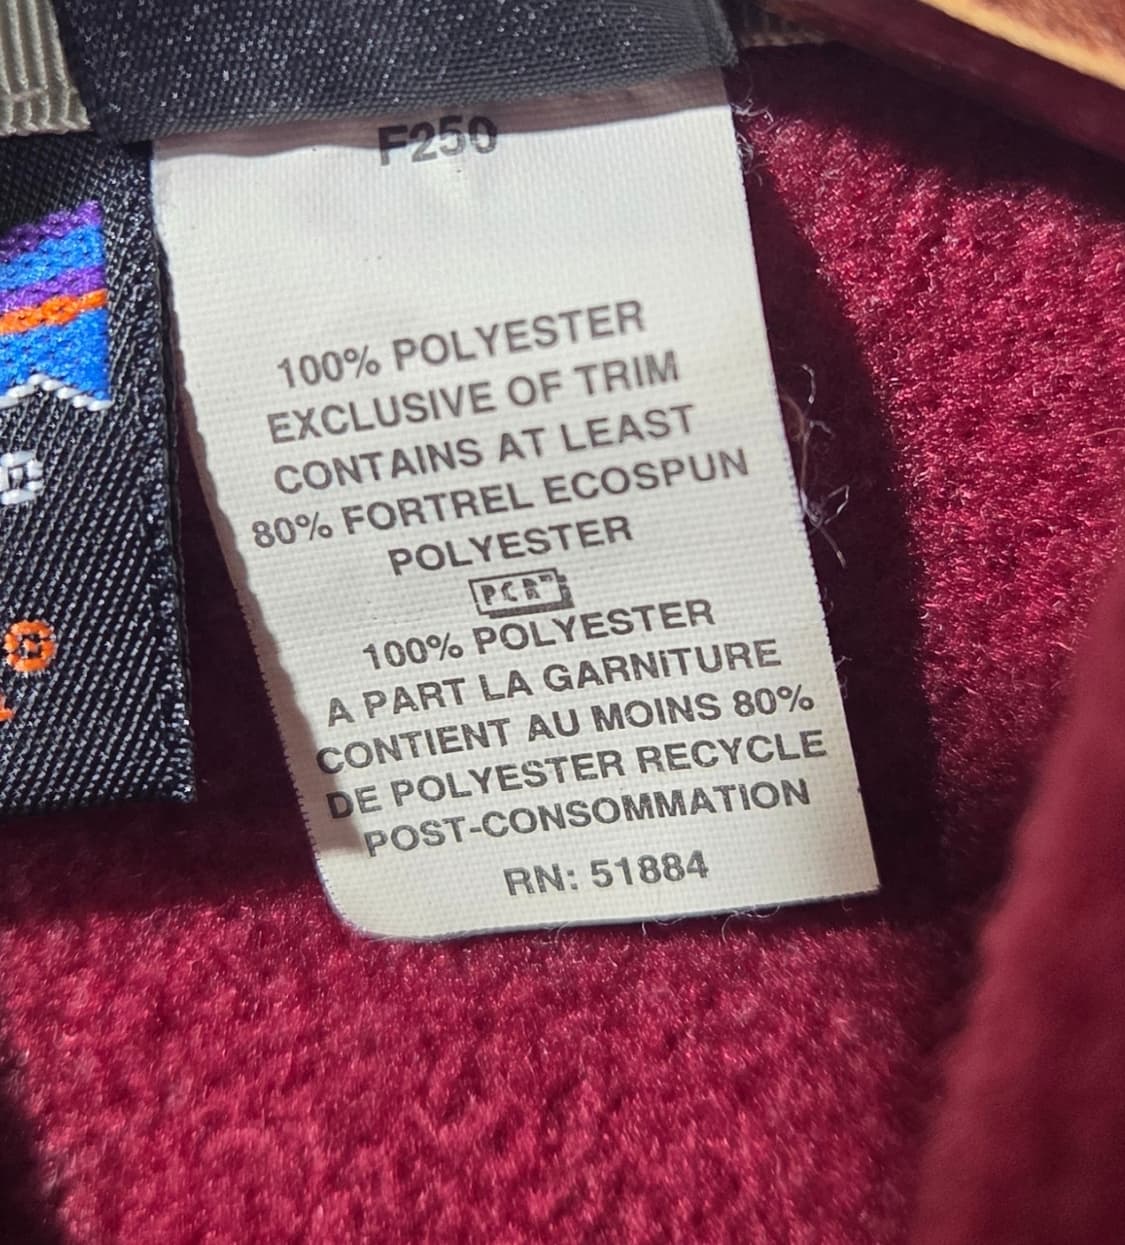 F250
100% POLYESTER
EXCLUSIVE OF TRIM
CONTAINS AT LEAST
80% FORTREL ECOSPUN
POLYESTER
PCR™
100% POLYESTER
A PART LA GARNITURE
CONTIENT AU MOINS 80%
DE POLYESTER RECYCLE
POST-CONSOMMATION
RN: 51884